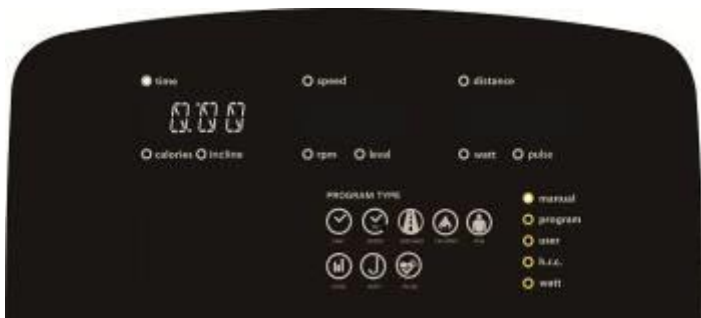 time speed distance
0:00
calories incline rpm level watt pulse
PROGRAM TYPE
manual
program
user
h.r.c.
watt